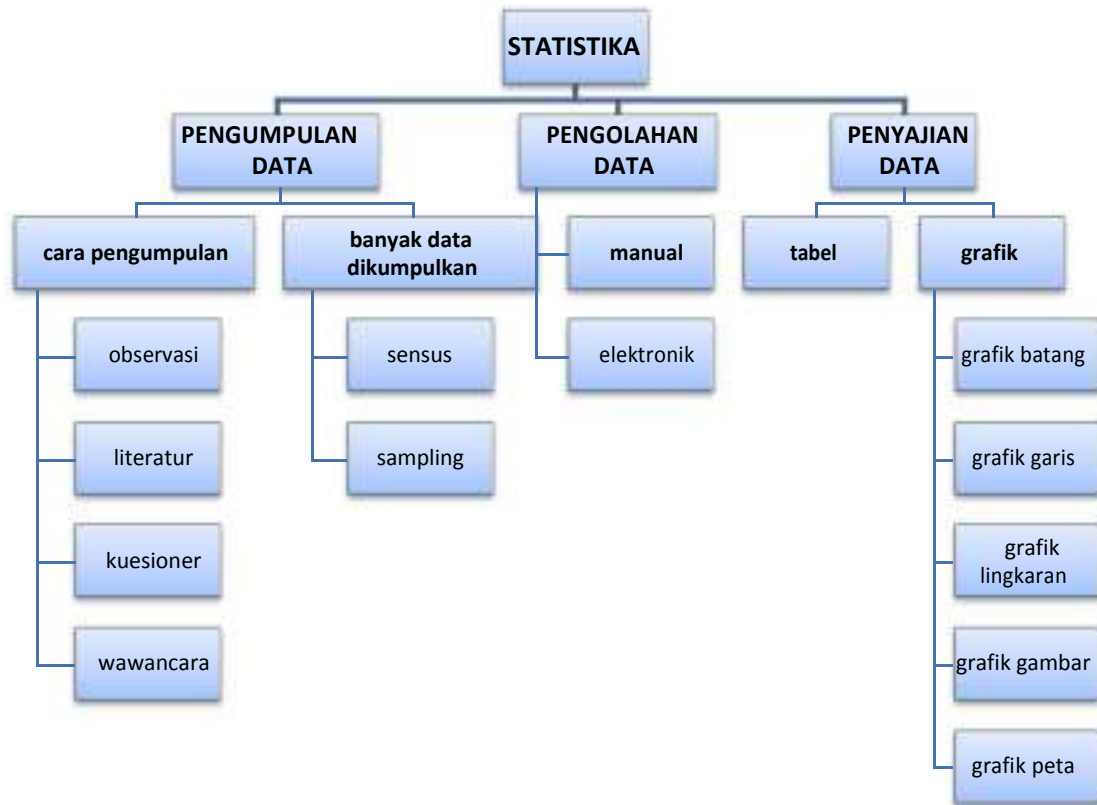 STATISTIKA
PENGUMPULAN
DATA
PENGOLAHAN
DATA
PENYAJIAN
DATA
cara pengumpulan
banyak data
dikumpulkan
manual
tabel
grafik
observasi
literatur
kuesioner
wawancara
sensus
sampling
elektronik
grafik batang
grafik garis
grafik
lingkaran
grafik gambar
grafik peta